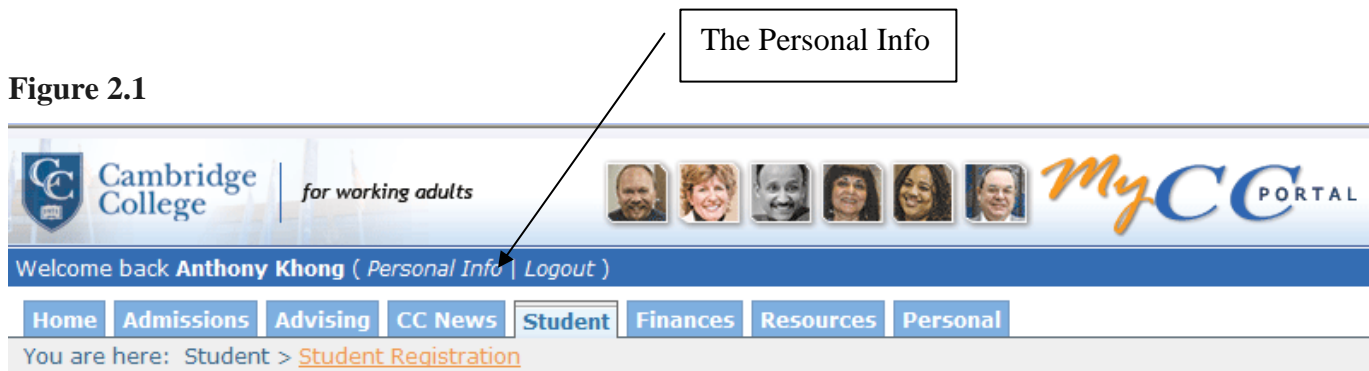 The Personal Info
Figure 2.1
CC
Cambridge
College
for working adults
MyCC PORTAL
Welcome back Anthony Khong ( Personal Info | Logout )
Home Admissions Advising CC News Student Finances Resources Personal
You are here: Student > Student Registration